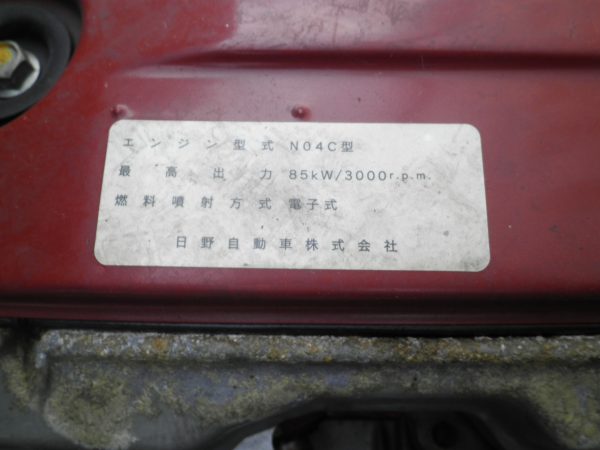 エンジン型式 N04C型
最高出力 85kW/3000r.p.m.
燃料噴射方式 電子式
日野自動車株式会社